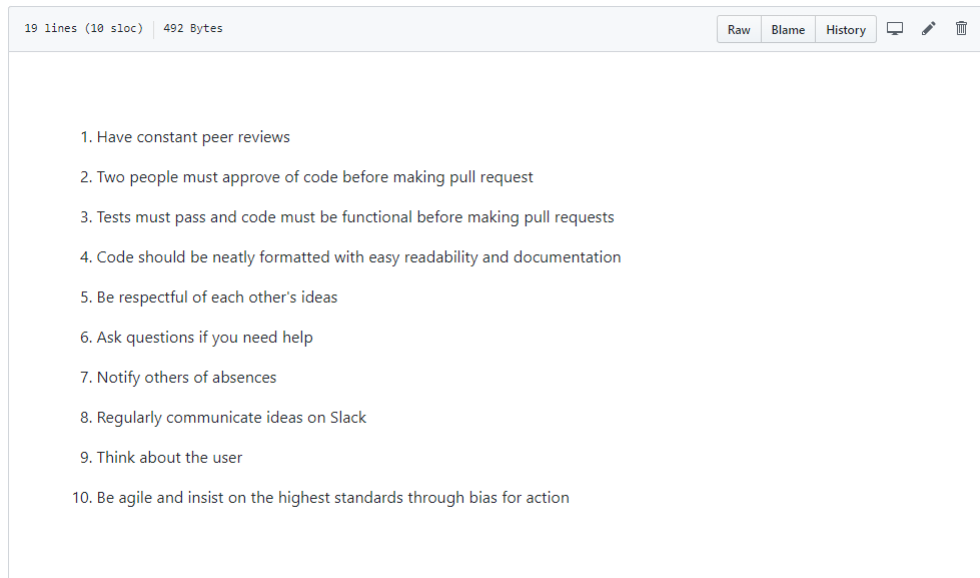 19 lines (10 sloc) 492 Bytes Raw Blame History
1. Have constant peer reviews
2. Two people must approve of code before making pull request
3. Tests must pass and code must be functional before making pull requests
4. Code should be neatly formatted with easy readability and documentation
5. Be respectful of each other's ideas
6. Ask questions if you need help
7. Notify others of absences
8. Regularly communicate ideas on Slack
9. Think about the user
10. Be agile and insist on the highest standards through bias for action